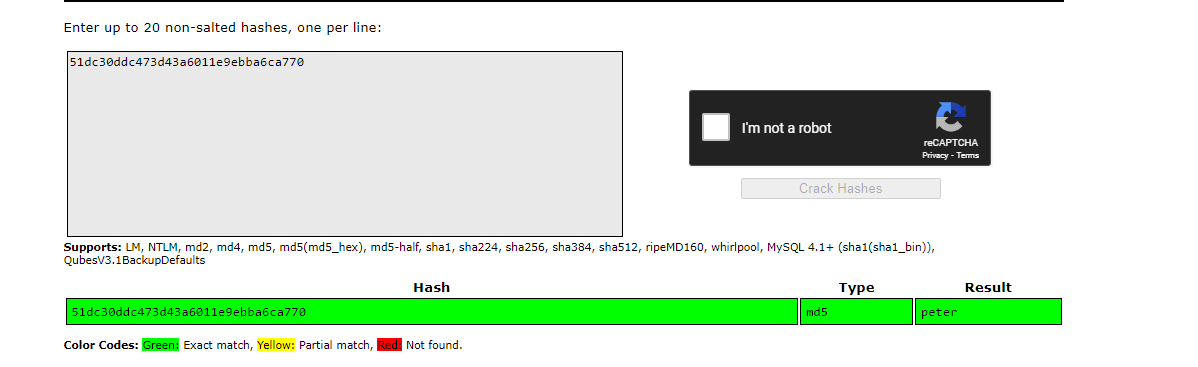 Enter up to 20 non-salted hashes, one per line:
51dc30ddc473d43a6011e9ebba6ca770
I'm not a robot
reCAPTCHA
Privacy - Terms
Crack Hashes
Supports: LM, NTLM, md2, md4, md5, md5(md5_hex), md5-half, sha1, sha224, sha256, sha384, sha512, ripeMD160, whirlpool, MySQL 4.1+ (sha1(sha1_bin)),
QubesV3.1BackupDefaults
Hash Type Result
51dc30ddc473d43a6011e9ebba6ca770 md5 peter
Color Codes: Green: Exact match, Yellow: Partial match, Red: Not found.